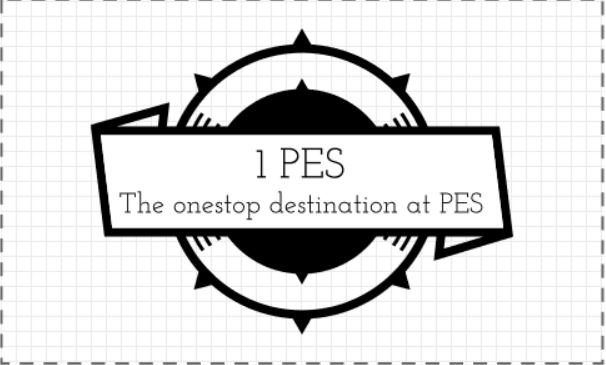 1 PES
The onestop destination at PES